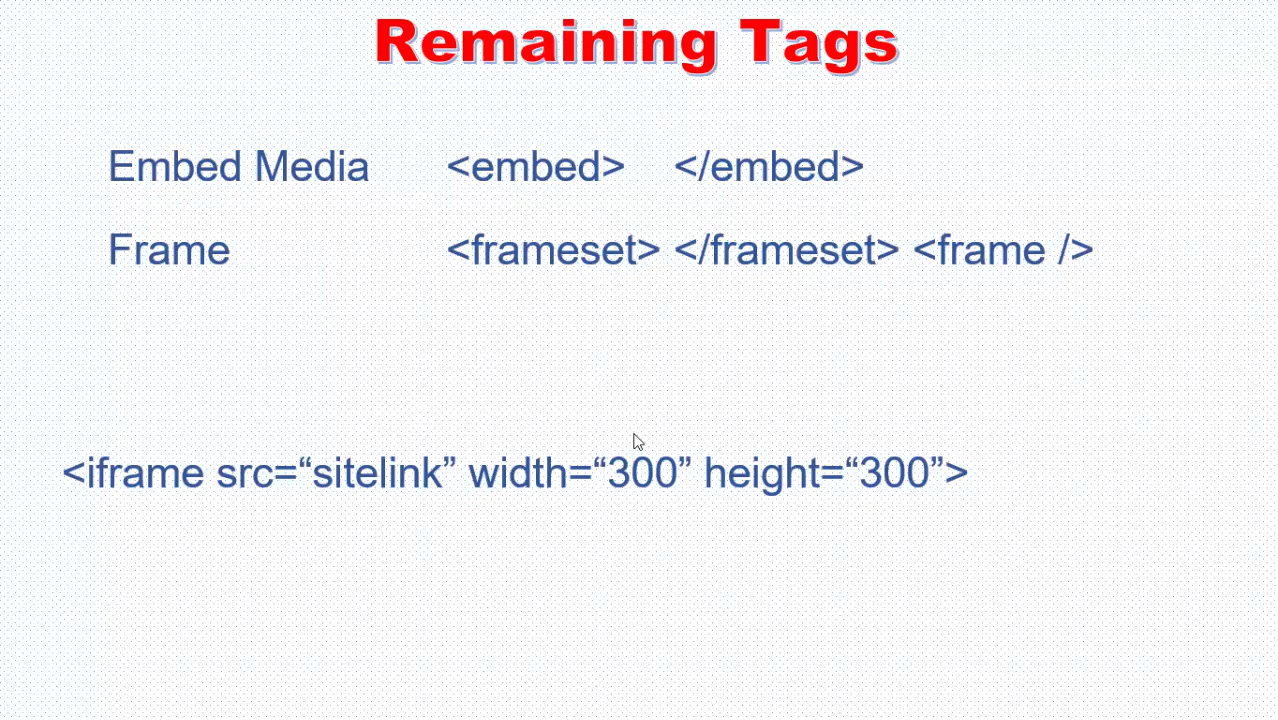 Remaining Tags
Embed Media <embed> </embed>
Frame <frameset> </frameset> <frame />
<iframe src=“sitelink” width=“300” height=“300”>